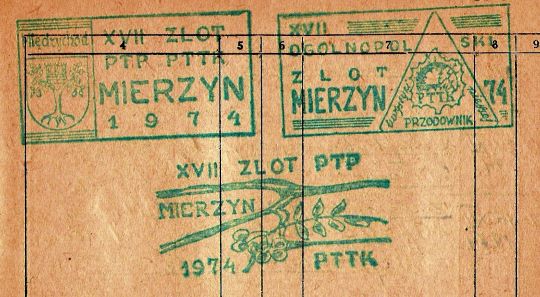 4 5 6 7 8 9
Międzychód
XVII ZLOT
PTP PTTK
MIERZYN
1974
XVII
OGÓLNOPOLSKI
ZLOT
MIERZYN
PTTK
74
PRZODOWNIK
XVII ZLOT PTP
MIERZYN
1974 PTTK